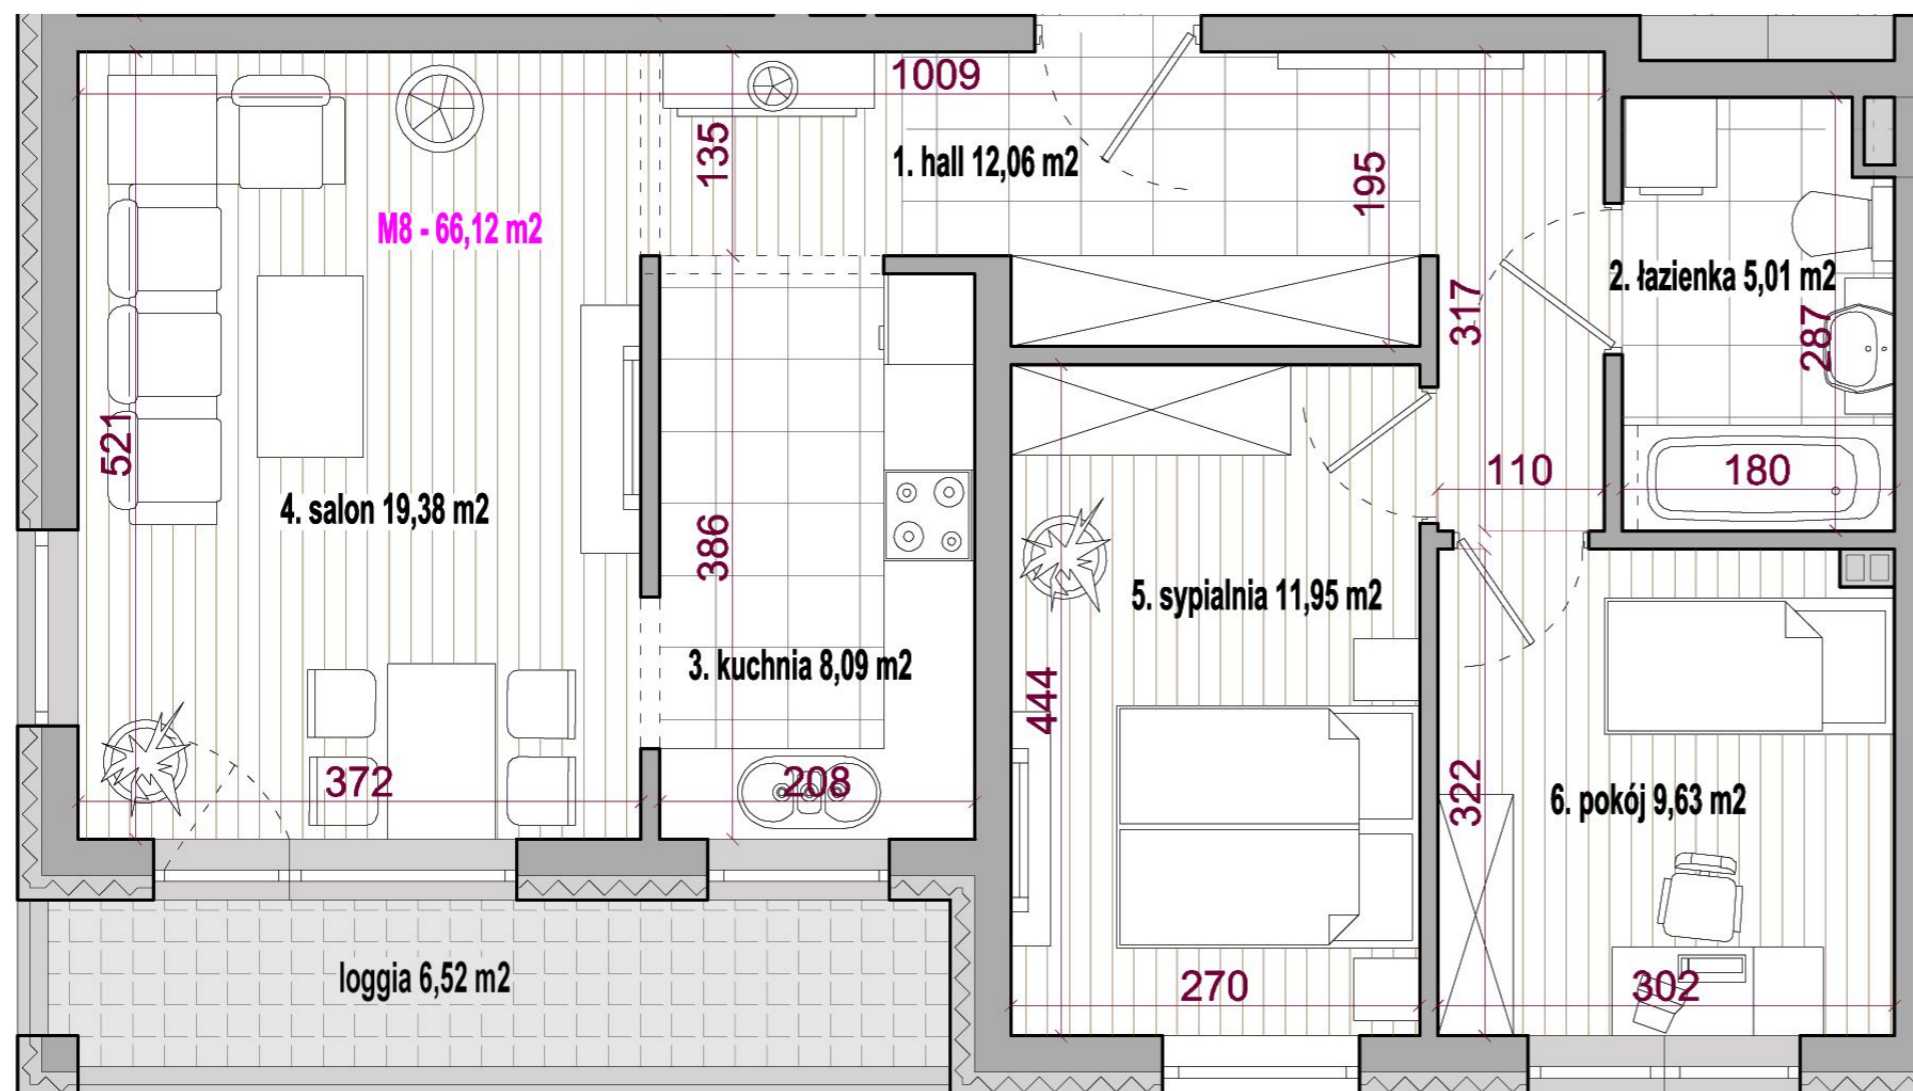 1009
135
1. hall 12,06 m2
195
M8 - 66,12 m2
2. łazienka 5,01 m2
317
287
521
110
180
4. salon 19,38 m2
386
5. sypialnia 11,95 m2
3. kuchnia 8,09 m2
444
372
208
322
6. pokój 9,63 m2
loggia 6,52 m2
270
302